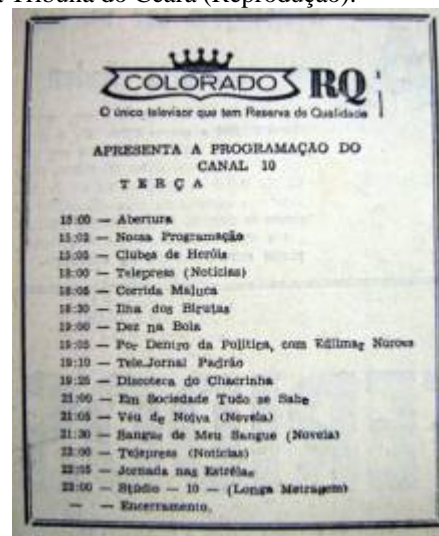 Tribuna do Ceará (Reprodução).
COLORADO RQ
O único televisor que tem Reserva de Qualidade
APRESENTA A PROGRAMAÇÃO DO
CANAL 10
TERÇA
15:00 — Abertura
15:02 — Nossa Programação
15:05 — Clubes de Heróis
18:00 — Telepress (Notícias)
18:05 — Corrida Maluca
18:30 — Ilha dos Birutas
19:00 — Dez na Bola
19:05 — Por Dentro da Política, com Edilmar Norões
19:10 — Tele-Jornal Padrão
19:25 — Discoteca do Chacrinha
21:00 — Em Sociedade Tudo se Sabe
21:05 — Véu de Noiva (Novela)
21:30 — Sangue do Meu Sangue (Novela)
22:00 — Telepress (Notícias)
22:05 — Jornada nas Estrêlas
23:00 — Stúdio — 10 — (Longa Metragem)
— — Encerramento.